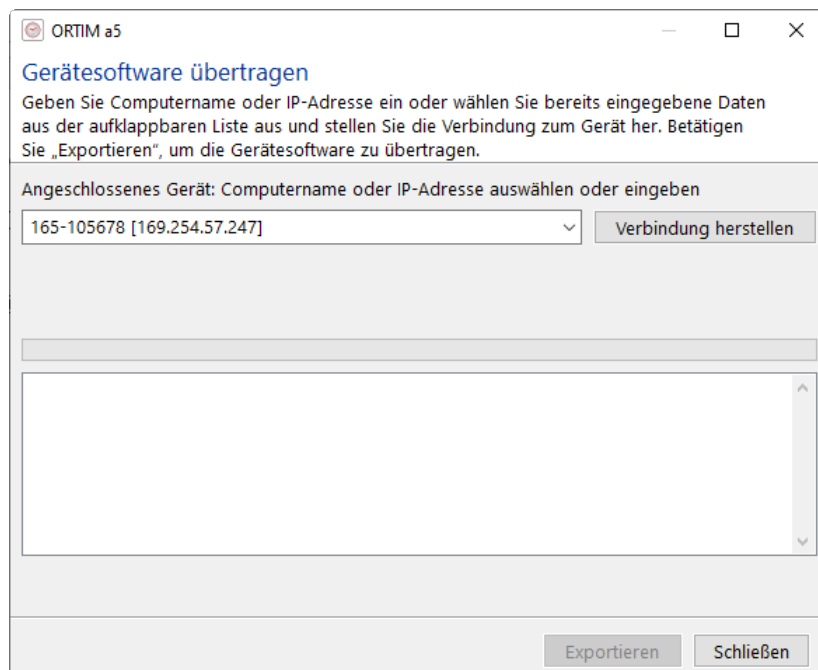 ORTIM a5
Gerätesoftware übertragen
Geben Sie Computername oder IP-Adresse ein oder wählen Sie bereits eingegebene Daten
aus der aufklappbaren Liste aus und stellen Sie die Verbindung zum Gerät her. Betätigen
Sie „Exportieren“, um die Gerätesoftware zu übertragen.
Angeschlossenes Gerät: Computername oder IP-Adresse auswählen oder eingeben
165-105678 [169.254.57.247]
Verbindung herstellen
Exportieren
Schließen